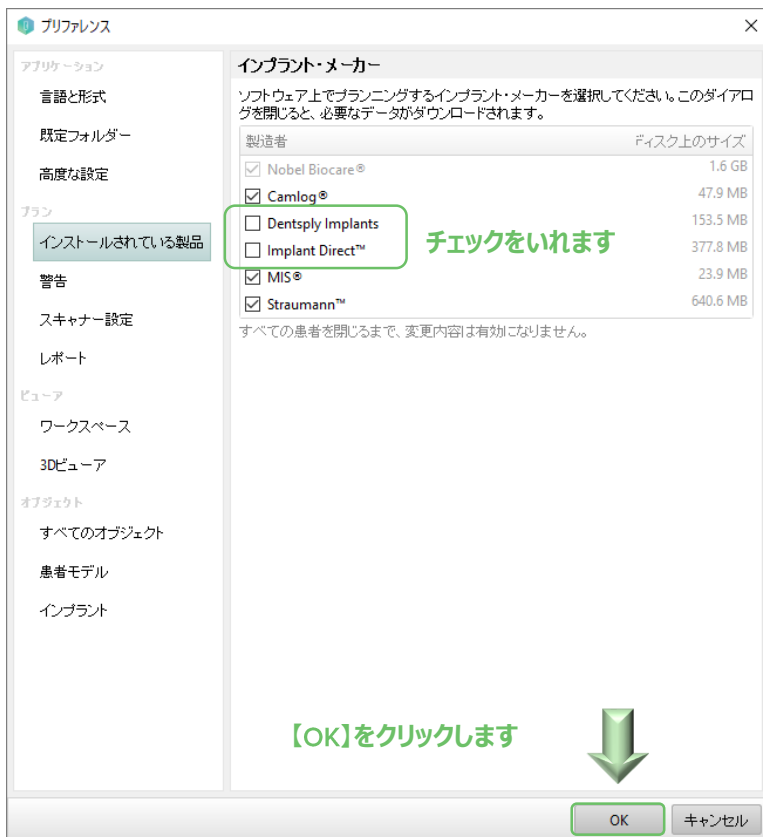 プリファレンス
アプリケーション
言語と形式
既定フォルダー
高度な設定
プラン
インストールされている製品
警告
スキャナー設定
レポート
ビューア
ワークスペース
3Dビューア
オブジェクト
すべてのオブジェクト
患者モデル
インプラント
インプラント・メーカー
ソフトウェア上でプランニングするインプラント・メーカーを選択してください。このダイアロ
グを閉じると、必要なデータがダウンロードされます。
製造者 ディスク上のサイズ
Nobel Biocare® 1.6 GB
Camlog® 47.9 MB
Dentsply Implants 153.5 MB
チェックをいれます
Implant Direct™ 377.8 MB
MIS® 23.9 MB
Straumann™ 640.6 MB
すべての患者を閉じるまで、変更内容は有効になりません。
【OK】をクリックします
OK キャンセル